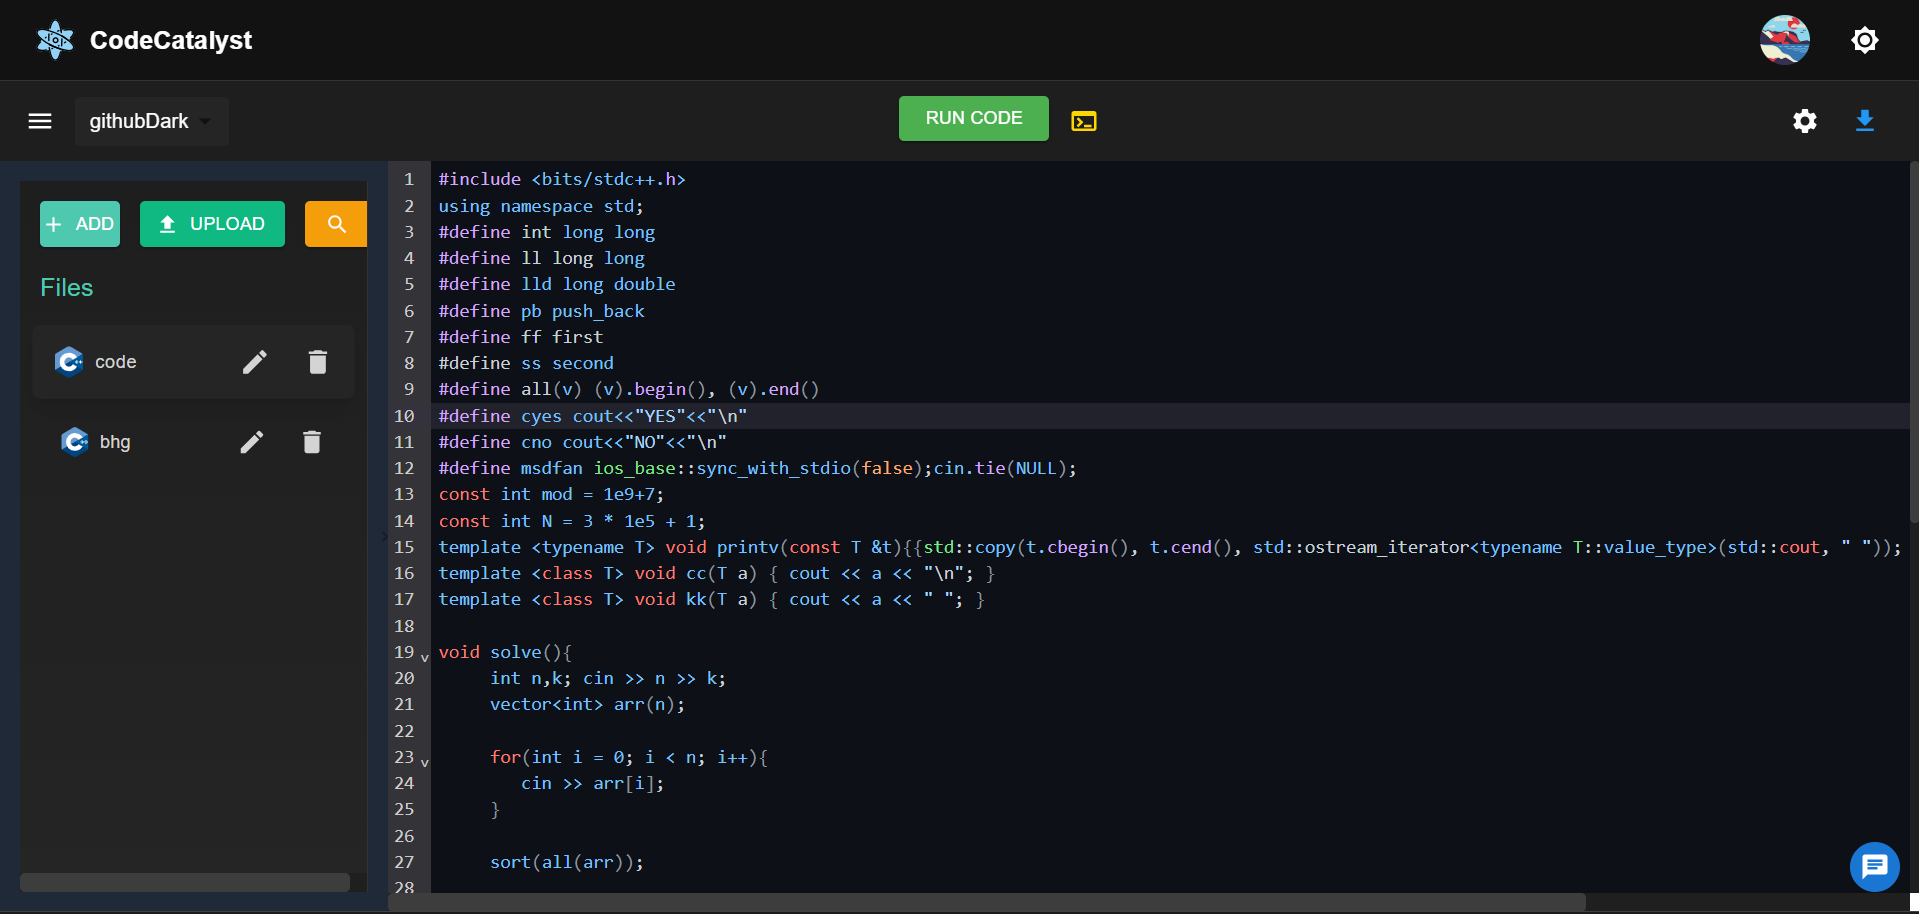 CodeCatalyst
githubDark
RUN CODE
+ ADD
UPLOAD
Files
code
bhg
1 #include <bits/stdc++.h>
2 using namespace std;
3 #define int long long
4 #define ll long long
5 #define lld long double
6 #define pb push_back
7 #define ff first
8 #define ss second
9 #define all(v) (v).begin(), (v).end()
10 #define cyes cout<<"YES"<<"\n"
11 #define cno cout<<"NO"<<"\n"
12 #define msdfan ios_base::sync_with_stdio(false);cin.tie(NULL);
13 const int mod = 1e9+7;
14 const int N = 3 * 1e5 + 1;
15 template <typename T> void printv(const T &t){{std::copy(t.cbegin(), t.cend(), std::ostream_iterator<typename T::value_type>(std::cout, " "));
16 template <class T> void cc(T a) { cout << a << "\n"; }
17 template <class T> void kk(T a) { cout << a << " "; }
18
19 void solve(){
20 int n,k; cin >> n >> k;
21 vector<int> arr(n);
22
23 for(int i = 0; i < n; i++){
24 cin >> arr[i];
25 }
26
27 sort(all(arr));
28